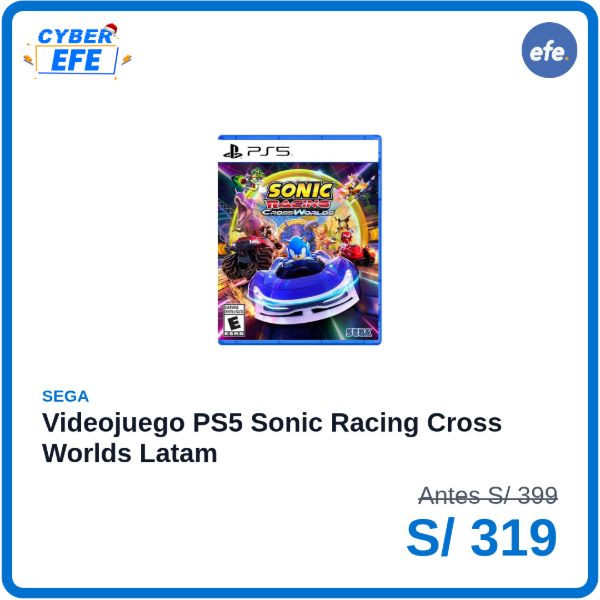 CYBER
EFE
efe.
PS5
SONIC
RACING
CROSSWORLDS
E
ESRB
SEGA
SEGA
Videojuego PS5 Sonic Racing Cross
Worlds Latam
Antes S/ 399
S/ 319